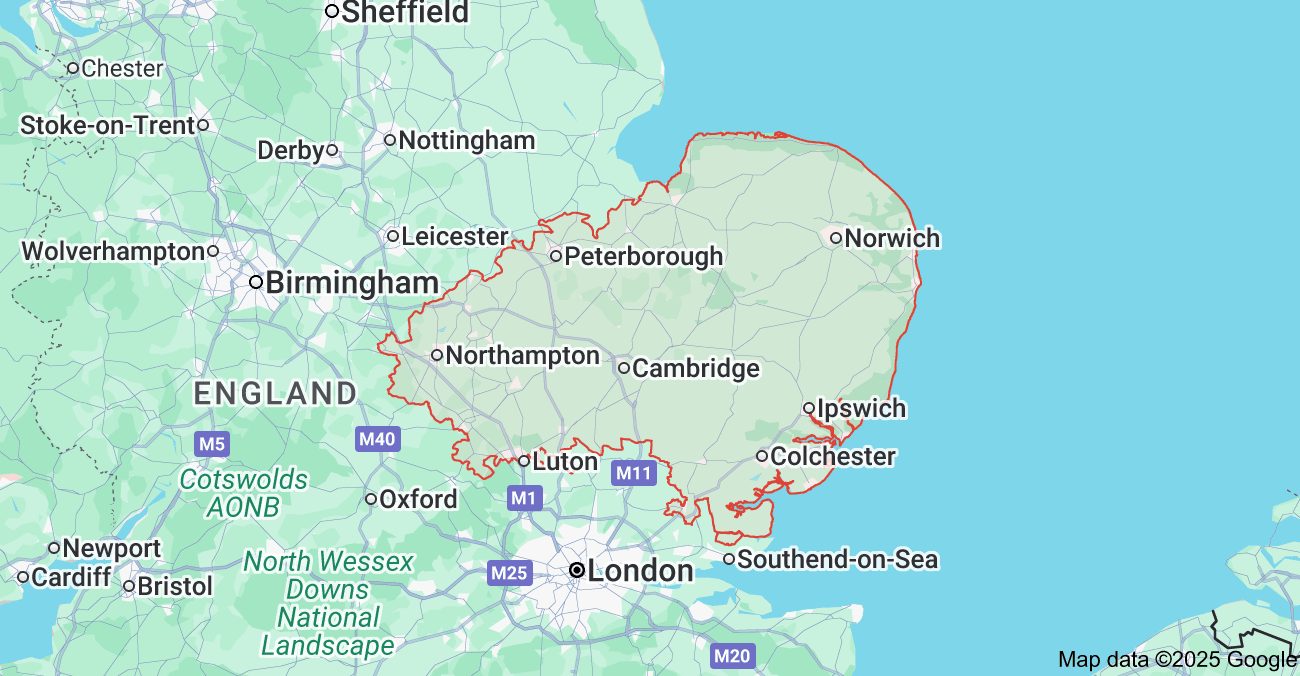 Sheffield
Chester
Stoke-on-Trent
Nottingham
Derby
Leicester
Norwich
Wolverhampton
Peterborough
Birmingham
Northampton
Cambridge
ENGLAND
Ipswich
M5
M40
Colchester
Luton
M11
Cotswolds
AONB
M1
Oxford
Newport
North Wessex
Downs
National
Landscape
Southend-on-Sea
London
M25
Cardiff
Bristol
M20
Map data ©2025 Google